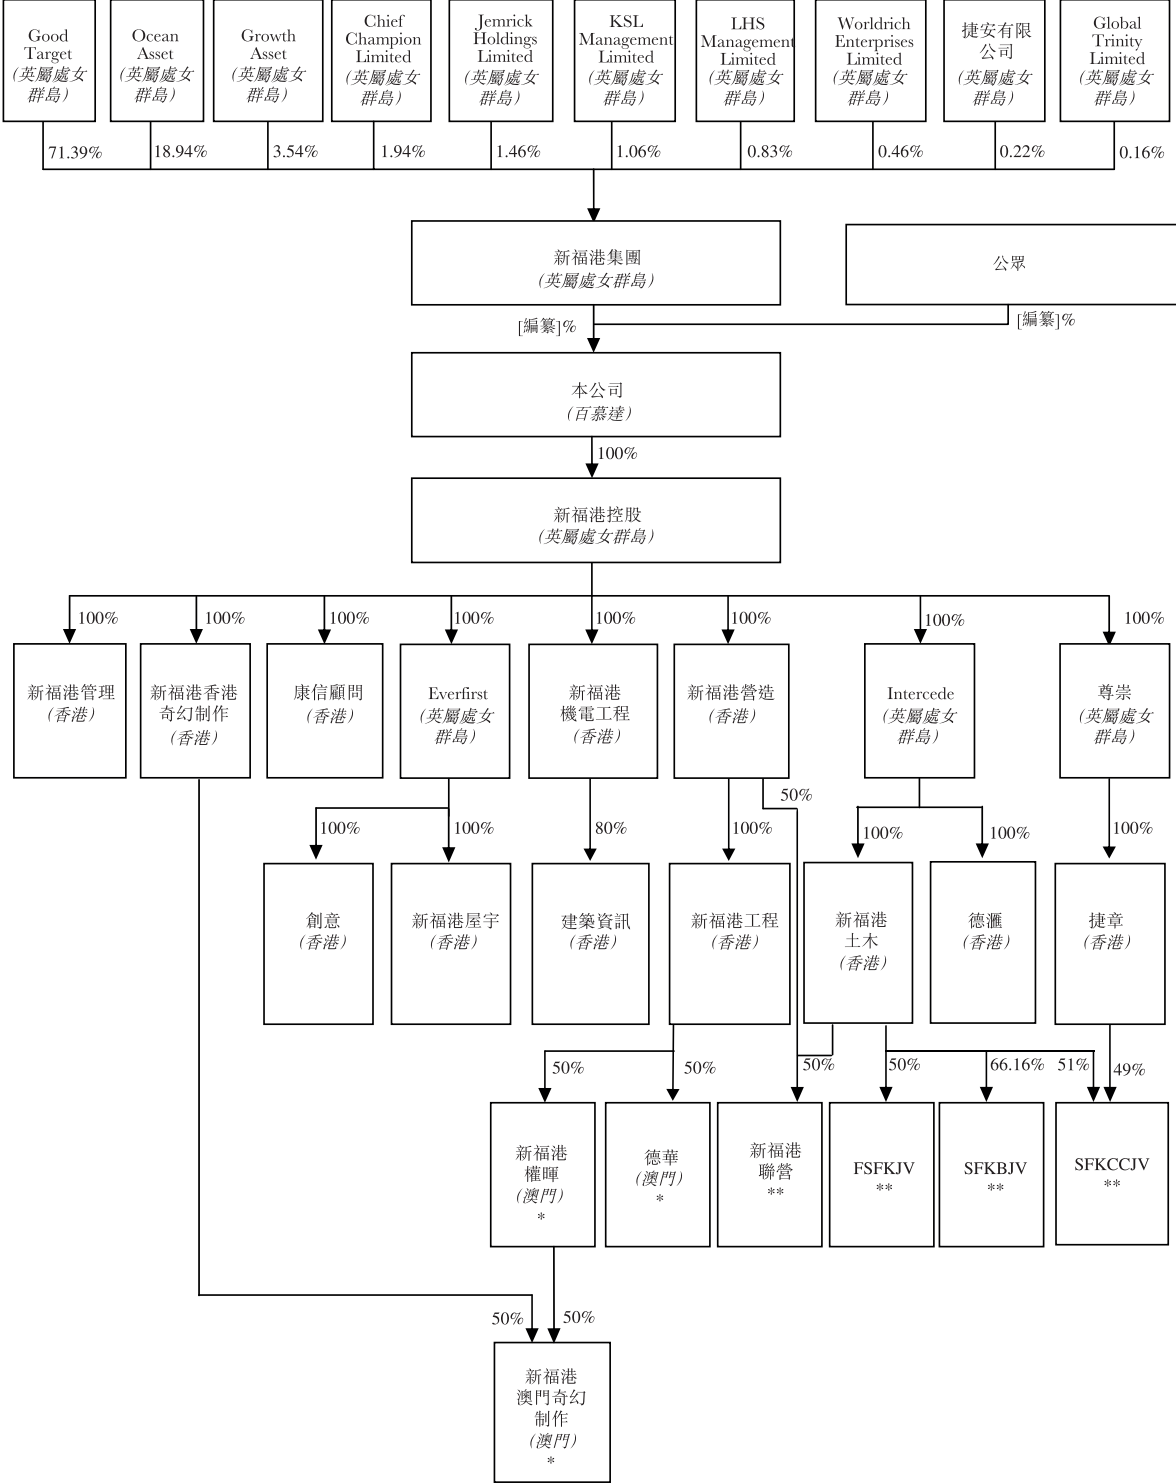 Good
Target
(英屬處女
群島)
Ocean
Asset
(英屬處女
群島)
Growth
Asset
(英屬處女
群島)
Chief
Champion
Limited
(英屬處女
群島)
Jemrick
Holdings
Limited
(英屬處女
群島)
KSL
Management
Limited
(英屬處女
群島)
LHS
Management
Limited
(英屬處女
群島)
Worldrich
Enterprises
Limited
(英屬處女
群島)
捷安有限
公司
(英屬處女
群島)
Global
Trinity
Limited
(英屬處女
群島)
71.39%
18.94%
3.54%
1.94%
1.46%
1.06%
0.83%
0.46%
0.22%
0.16%
新福港集團
(英屬處女群島)
公眾
[編纂]%
[編纂]%
本公司
(百慕達)
100%
新福港控股
(英屬處女群島)
100%
100%
100%
100%
100%
100%
100%
100%
新福港管理
(香港)
新福港香港
奇幻制作
(香港)
康信顧問
(香港)
Everfirst
(英屬處女
群島)
新福港
機電工程
(香港)
新福港營造
(香港)
Intercede
(英屬處女
群島)
尊崇
(英屬處女
群島)
50%
100%
100%
80%
100%
100%
100%
100%
創意
(香港)
新福港屋宇
(香港)
建築資訊
(香港)
新福港工程
(香港)
新福港
土木
(香港)
德滙
(香港)
捷章
(香港)
50%
50%
50%
50%
66.16%
51%
49%
新福港
權暉
(澳門)
*
德華
(澳門)
*
新福港
聯營
**
FSFKJV
**
SFKBJV
**
SFKCCJV
**
50%
50%
新福港
澳門奇幻
制作
(澳門)
*